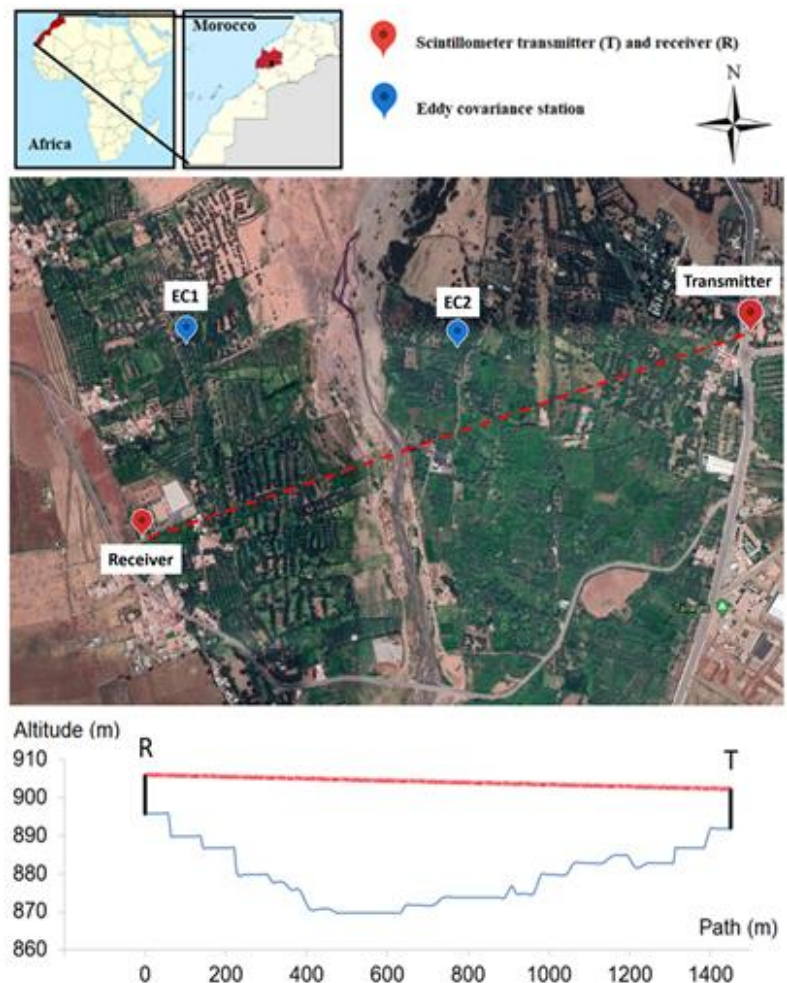 Morocco
Africa
Scintillometer transmitter (T) and receiver (R)
Eddy covariance station
N
EC1
EC2
Transmitter
Receiver
Altitude (m)
R
T
910
900
890
880
870
860
Path (m)
0 200 400 600 800 1000 1200 1400